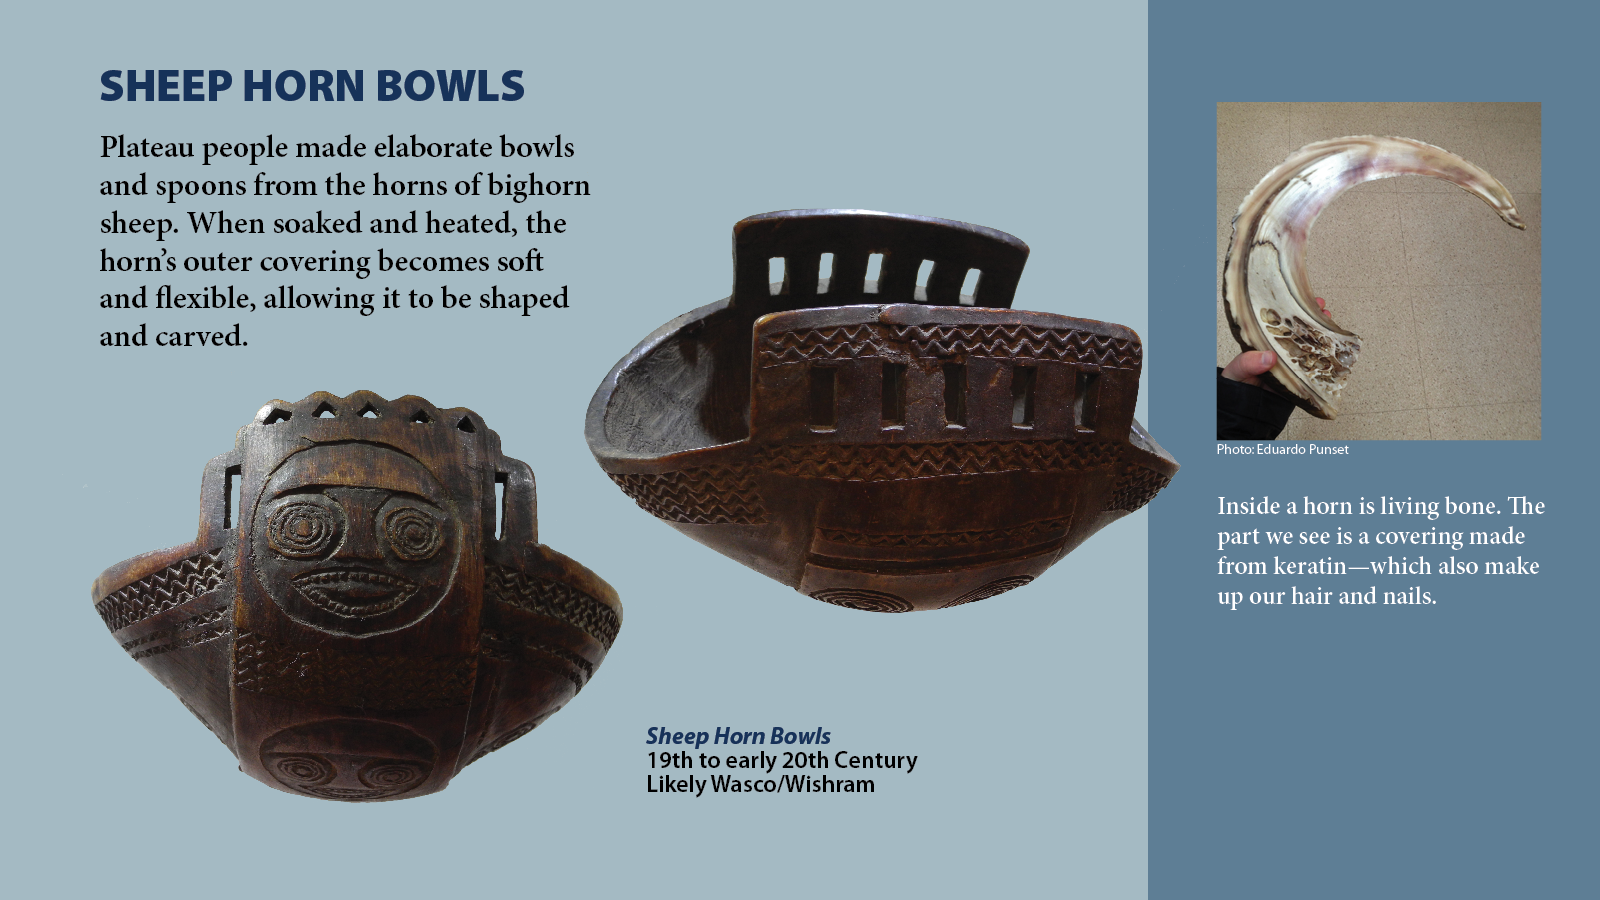 SHEEP HORN BOWLS
Plateau people made elaborate bowls
and spoons from the horns of bighorn
sheep. When soaked and heated, the
horn’s outer covering becomes soft
and flexible, allowing it to be shaped
and carved.
Sheep Horn Bowls
19th to early 20th Century
Likely Wasco/Wishram
Photo: Eduardo Punset
Inside a horn is living bone. The
part we see is a covering made
from keratin—which also make
up our hair and nails.